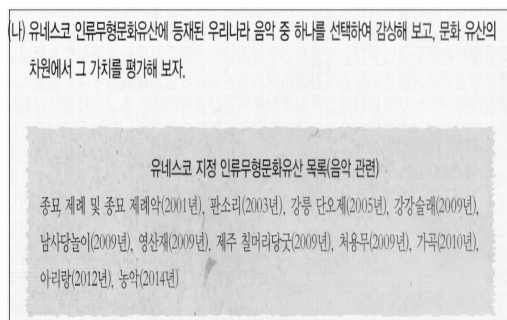 (나) 유네스코 인류무형문화유산에 등재된 우리나라 음악 중 하나를 선택하여 감상해 보고, 문화 유산의
차원에서 그 가치를 평가해 보자.
유네스코 지정 인류무형문화유산 목록(음악 관련)
종묘 제례 및 종묘 제례악(2001년), 판소리(2003년), 강릉 단오제(2005년), 강강술래(2009년),
남사당놀이(2009년), 영산재(2009년), 제주 칠머리당굿(2009년), 처용무(2009년), 가곡(2010년),
아리랑(2012년), 농악(2014년)